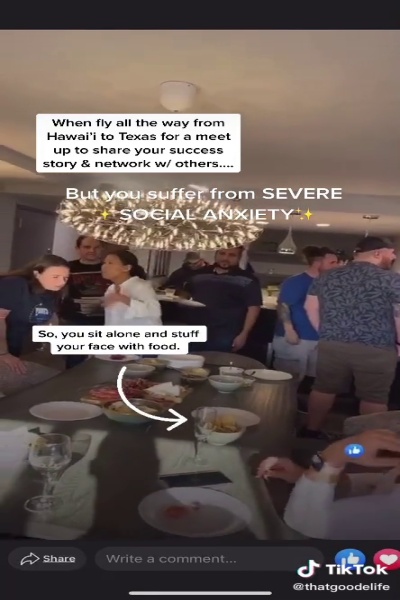 When fly all the way from
Hawai'i to Texas for a meet
up to share your success
story & network w/ others....
But you suffer from SEVERE
✨ SOCIAL ANXIETY ✨
So, you sit alone and stuff
your face with food.
Share
Write a comment...
TikTok
@thatgoodelife